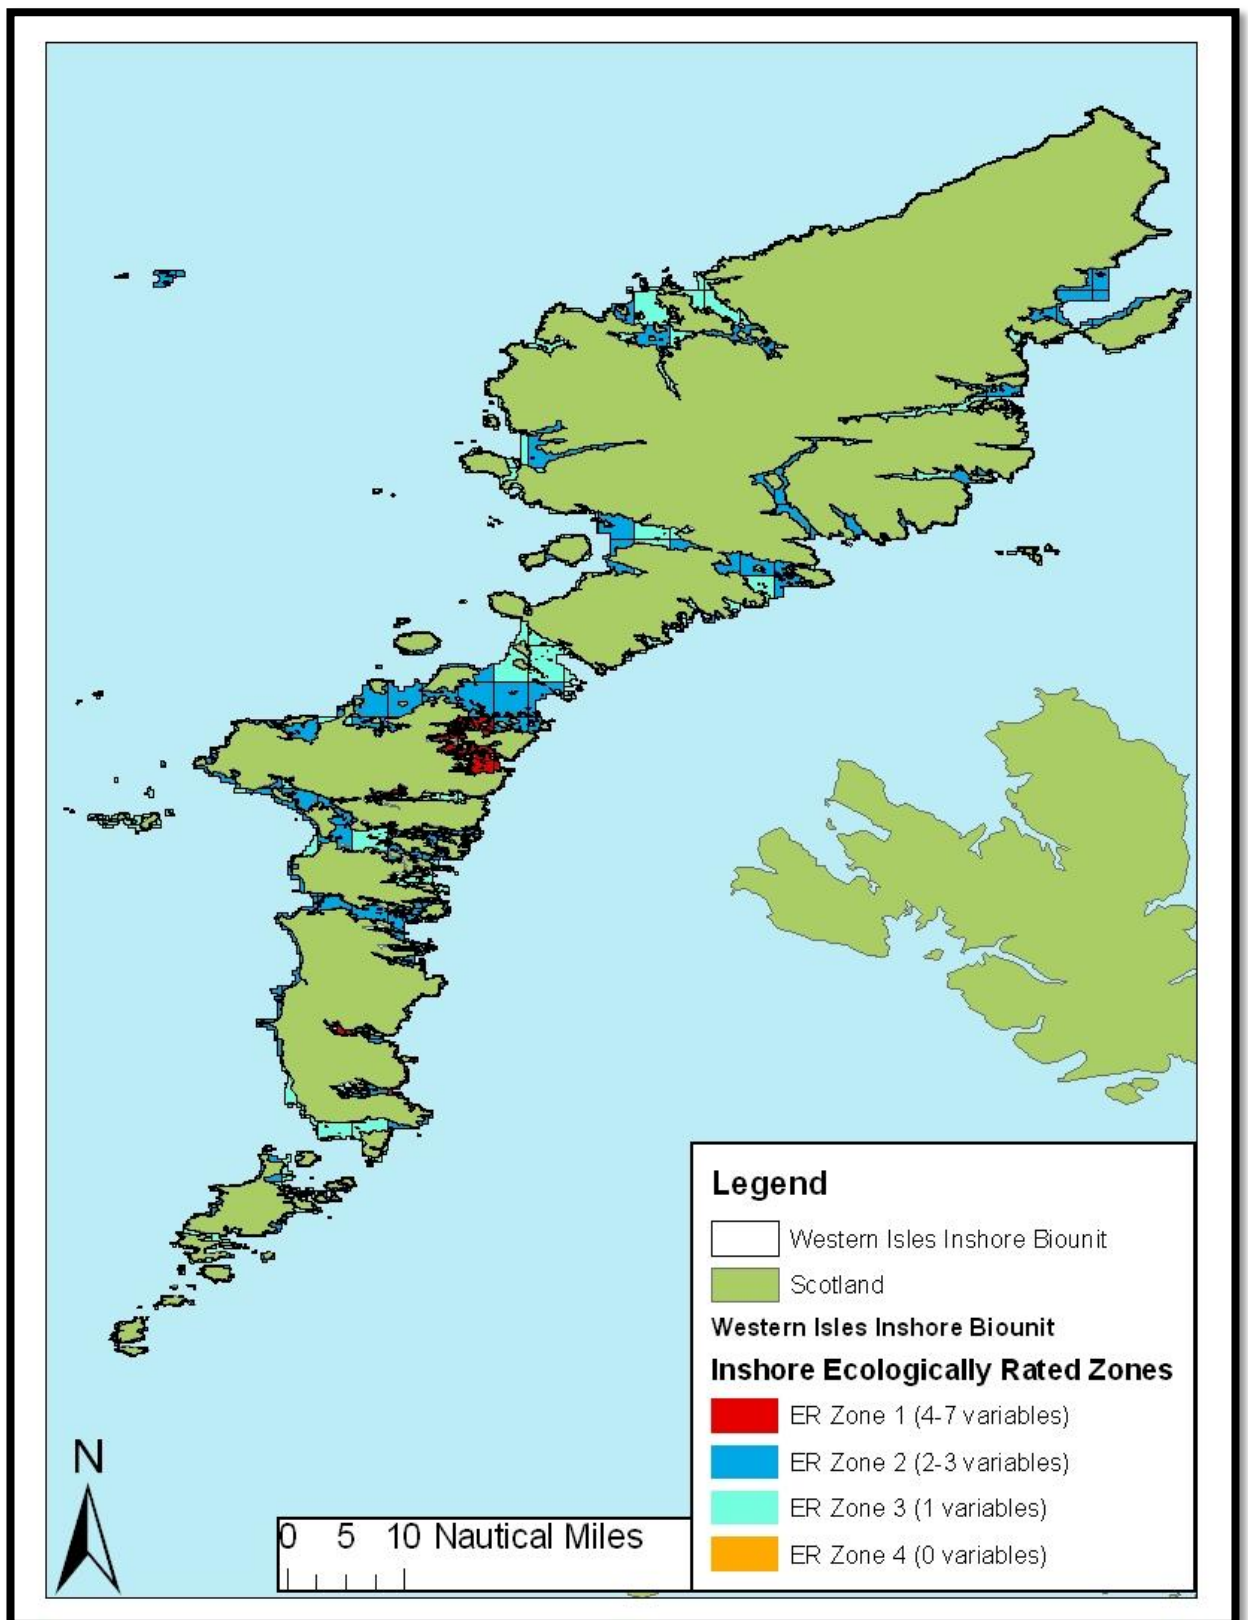 Legend
Western Isles Inshore Biounit
Scotland
Western Isles Inshore Biounit
Inshore Ecologically Rated Zones
ER Zone 1 (4-7 variables)
ER Zone 2 (2-3 variables)
ER Zone 3 (1 variables)
ER Zone 4 (0 variables)
N
0 5 10 Nautical Miles